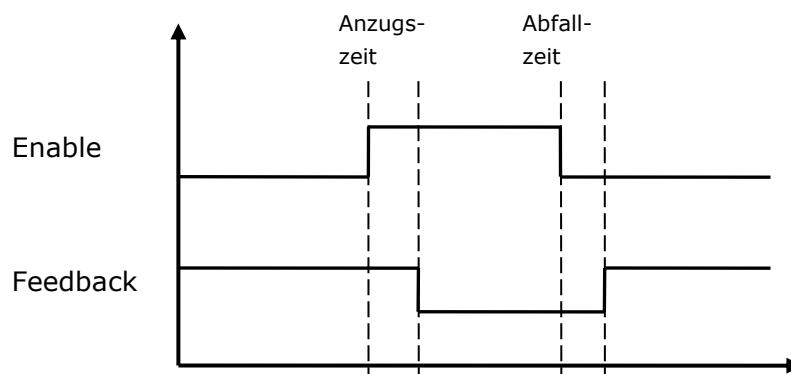 Anzugs-
zeit
Abfall-
zeit
Enable
Feedback